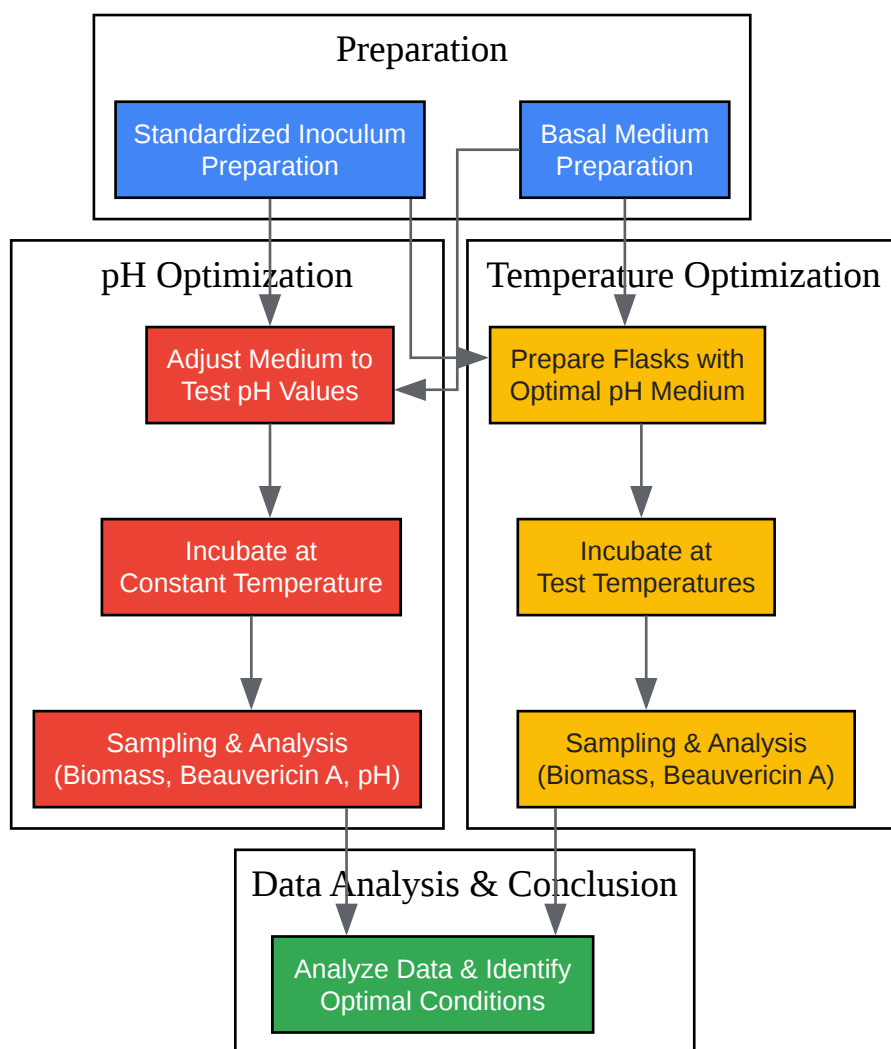 Preparation
Standardized Inoculum
Preparation
Basal Medium
Preparation
pH Optimization
Adjust Medium to
Test pH Values
Incubate at
Constant Temperature
Sampling & Analysis
(Biomass, Beauvericin A, pH)
Temperature Optimization
Prepare Flasks with
Optimal pH Medium
Incubate at
Test Temperatures
Sampling & Analysis
(Biomass, Beauvericin A)
Data Analysis & Conclusion
Analyze Data & Identify
Optimal Conditions